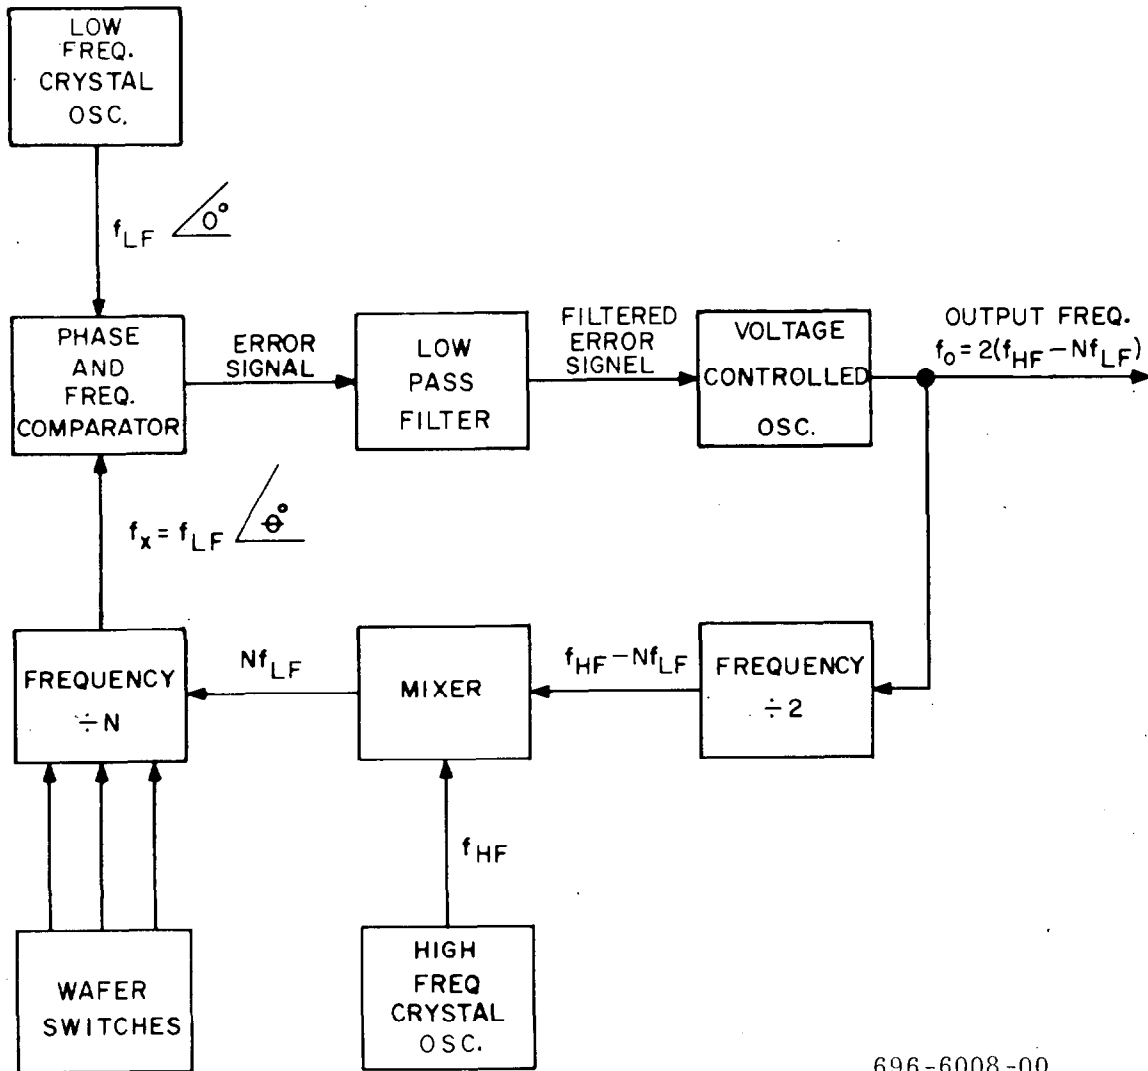 LOW
FREQ.
CRYSTAL
OSC.
f_LF ∠0°
PHASE
AND
FREQ.
COMPARATOR
ERROR
SIGNAL
LOW
PASS
FILTER
FILTERED
ERROR
SIGNEL
VOLTAGE
CONTROLLED
OSC.
OUTPUT FREQ.
f_o = 2(f_HF – Nf_LF)
f_x = f_LF ∠θ°
FREQUENCY
÷N
Nf_LF
MIXER
f_HF – Nf_LF
FREQUENCY
÷2
f_HF
WAFER
SWITCHES
HIGH
FREQ
CRYSTAL
OSC.
696-6008-00